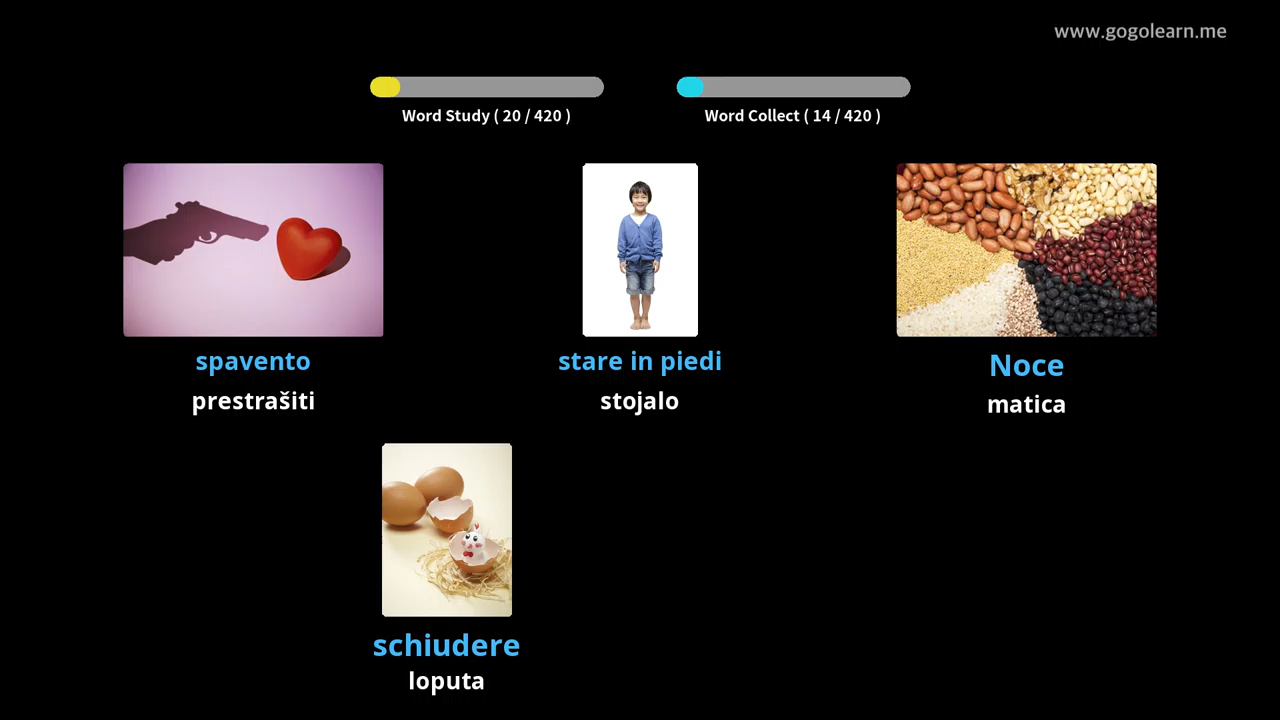 www.gogolearn.me
Word Study ( 20 / 420 )
Word Collect ( 14 / 420 )
spavento
prestrašiti
stare in piedi
stojalo
Noce
matica
schiudere
loputa